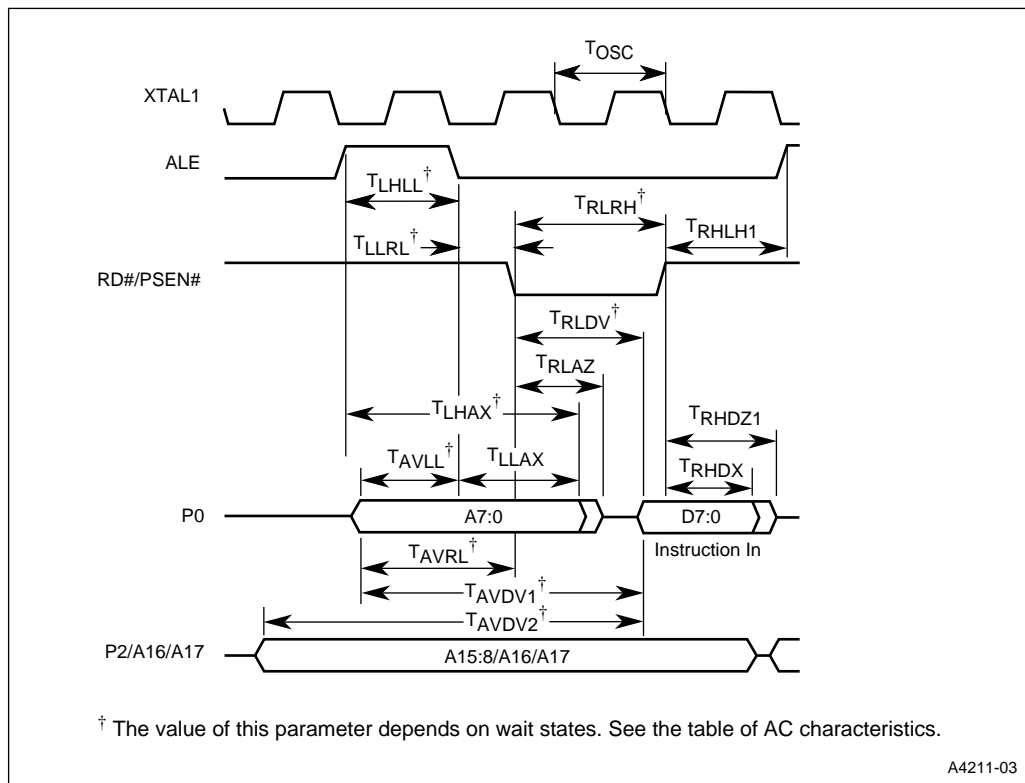 TOSC
XTAL1
ALE
TLHLL†
TRLRH†
TLLRL†
TRHLH1
RD#/PSEN#
TRLDV†
TRLAZ
TLHAX†
TRHDZ1
TAVLL†
TLLAX
TRHDX
P0
A7:0
D7:0
Instruction In
TAVRL†
TAVDV1†
TAVDV2†
P2/A16/A17
A15:8/A16/A17
† The value of this parameter depends on wait states. See the table of AC characteristics.
A4211-03